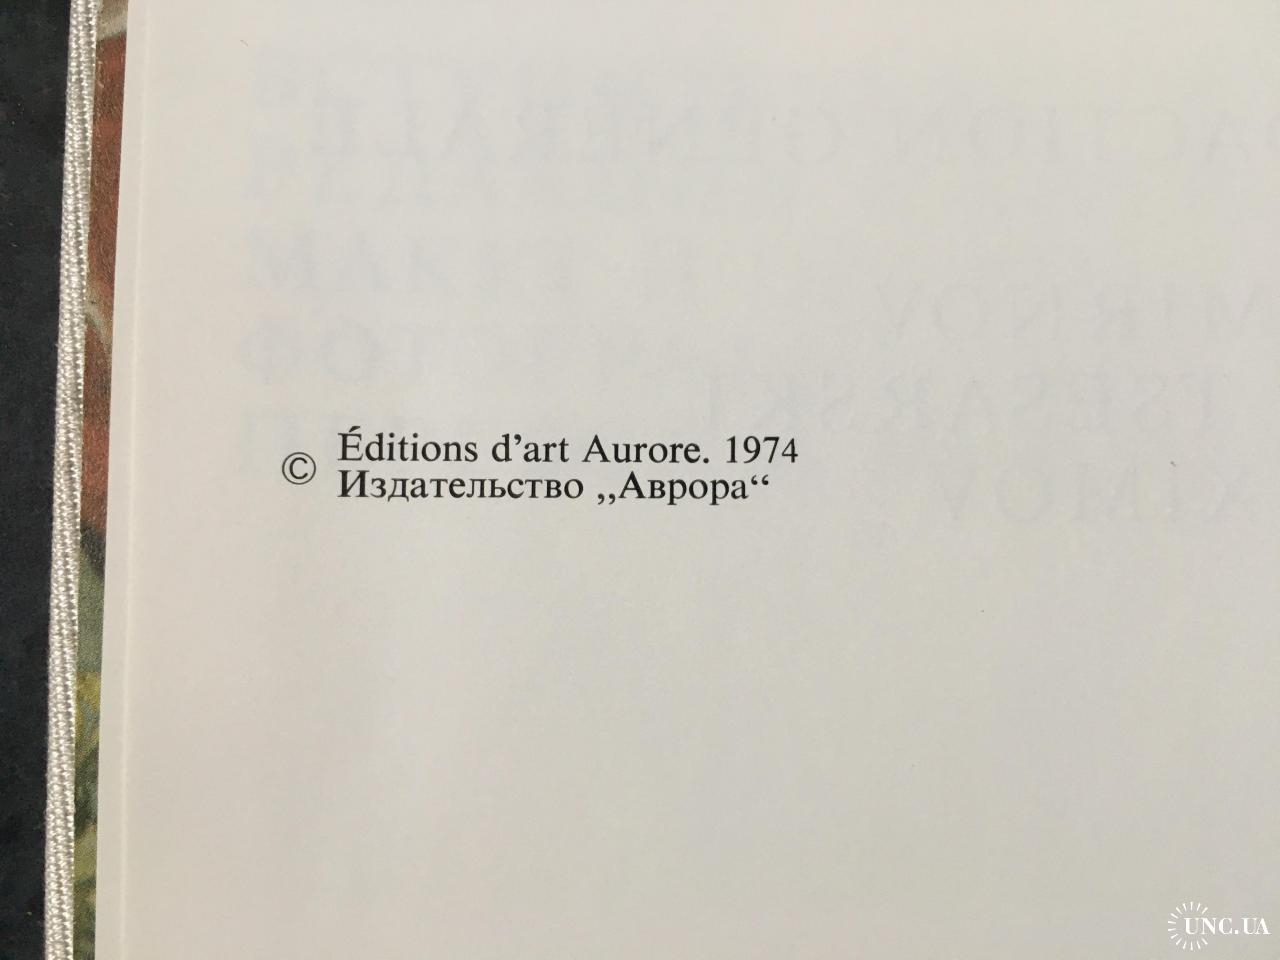 © Éditions d'art Aurore. 1974
Издательство „Аврора“
UNC.UA